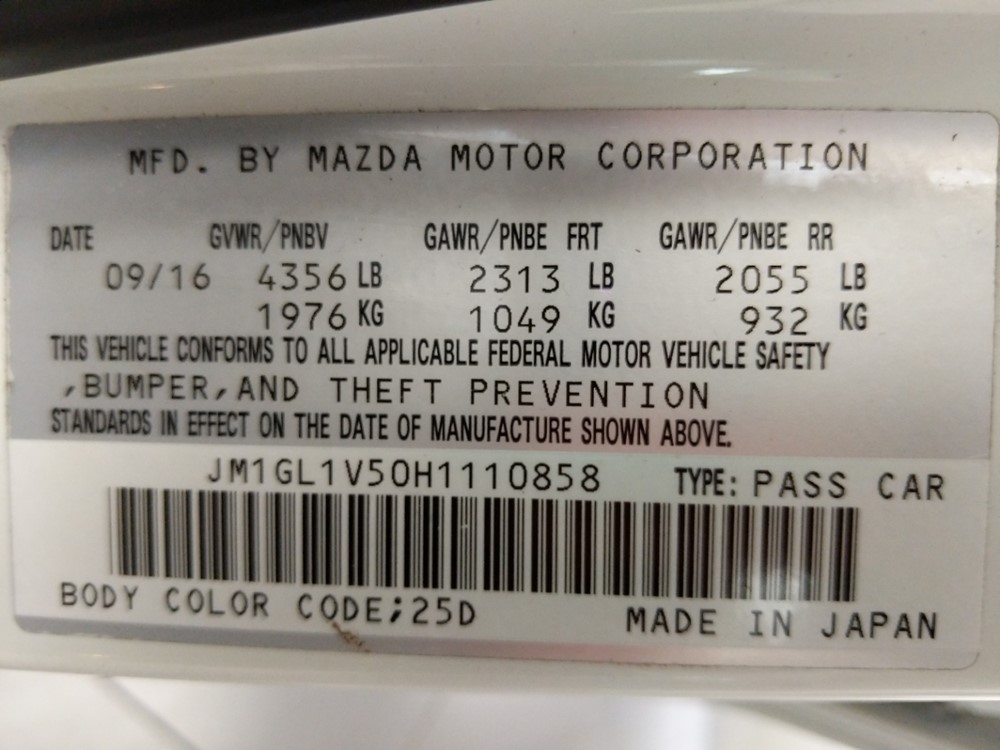 MFD. BY MAZDA MOTOR CORPORATION
DATE GVWR/PNBV GAWR/PNBE FRT GAWR/PNBE RR
09/16 4356 LB 2313 LB 2055 LB
1976 KG 1049 KG 932 KG
THIS VEHICLE CONFORMS TO ALL APPLICABLE FEDERAL MOTOR VEHICLE SAFETY
,BUMPER,AND THEFT PREVENTION
STANDARDS IN EFFECT ON THE DATE OF MANUFACTURE SHOWN ABOVE.
JM1GL1V50H1110858 TYPE: PASS CAR
BODY COLOR CODE;25D MADE IN JAPAN